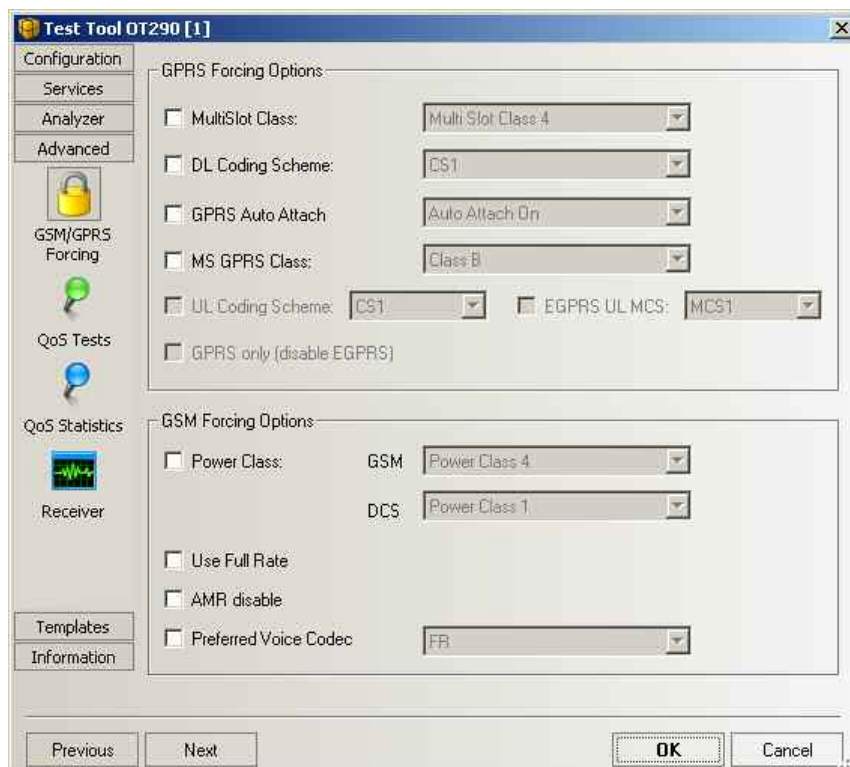 Test Tool OT290 [1]
Configuration
Services
Analyzer
Advanced
GSM/GPRS
Forcing
QoS Tests
QoS Statistics
Receiver
Templates
Information
GPRS Forcing Options
MultiSlot Class: Multi Slot Class 4
DL Coding Scheme: CS1
GPRS Auto Attach Auto Attach On
MS GPRS Class: Class B
UL Coding Scheme: CS1 EGPRS UL MCS: MCS1
GPRS only (disable EGPRS)
GSM Forcing Options
Power Class: GSM Power Class 4
DCS Power Class 1
Use Full Rate
AMR disable
Preferred Voice Codec FR
Previous Next OK Cancel